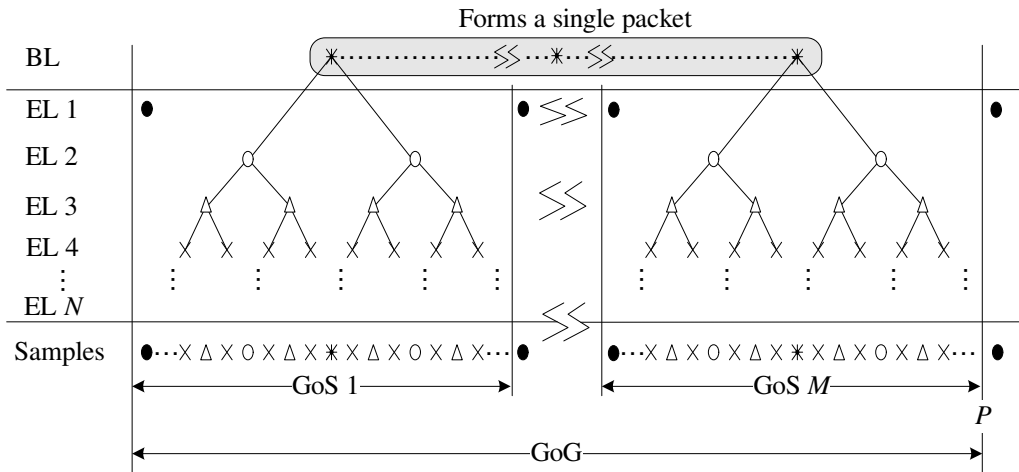 Forms a single packet
BL
EL 1
EL 2
EL 3
EL 4
EL N
Samples
GoS 1
GoS M
P
GoG